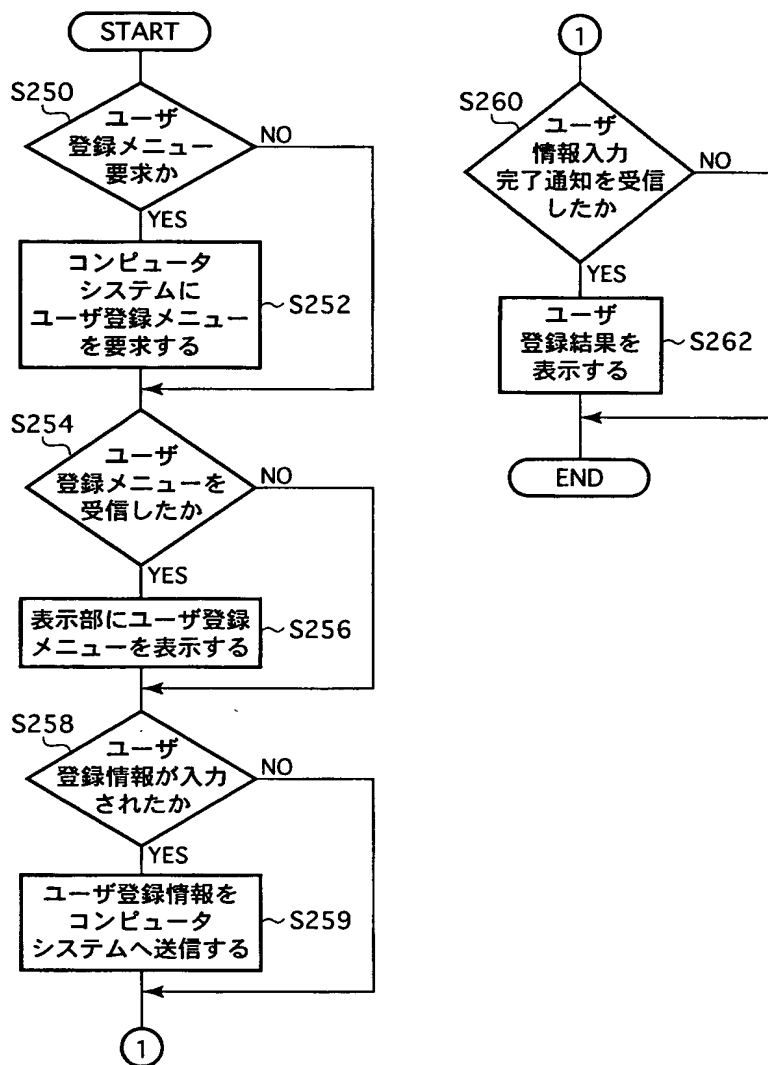 START
S250
ユーザ
登録メニュー
要求か
NO
YES
コンピュータ
システムに
ユーザ登録メニュー
を要求する
S252
S254
ユーザ
登録メニューを
受信したか
NO
YES
表示部にユーザ登録
メニューを表示する
S256
S258
ユーザ
登録情報が入力
されたか
NO
YES
ユーザ登録情報を
コンピュータ
システムへ送信する
S259
1
1
S260
ユーザ
情報入力
完了通知を受信
したか
NO
YES
ユーザ
登録結果を
表示する
S262
END